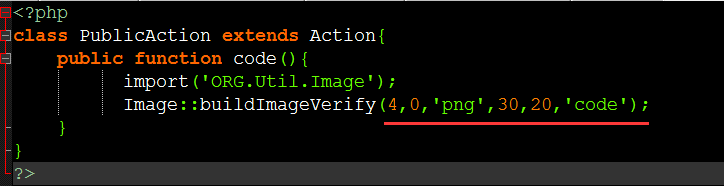 <?php
class PublicAction extends Action{
public function code(){
import('ORG.Util.Image');
Image::buildImageVerify(4,0,'png',30,20,'code');
}
}
?>